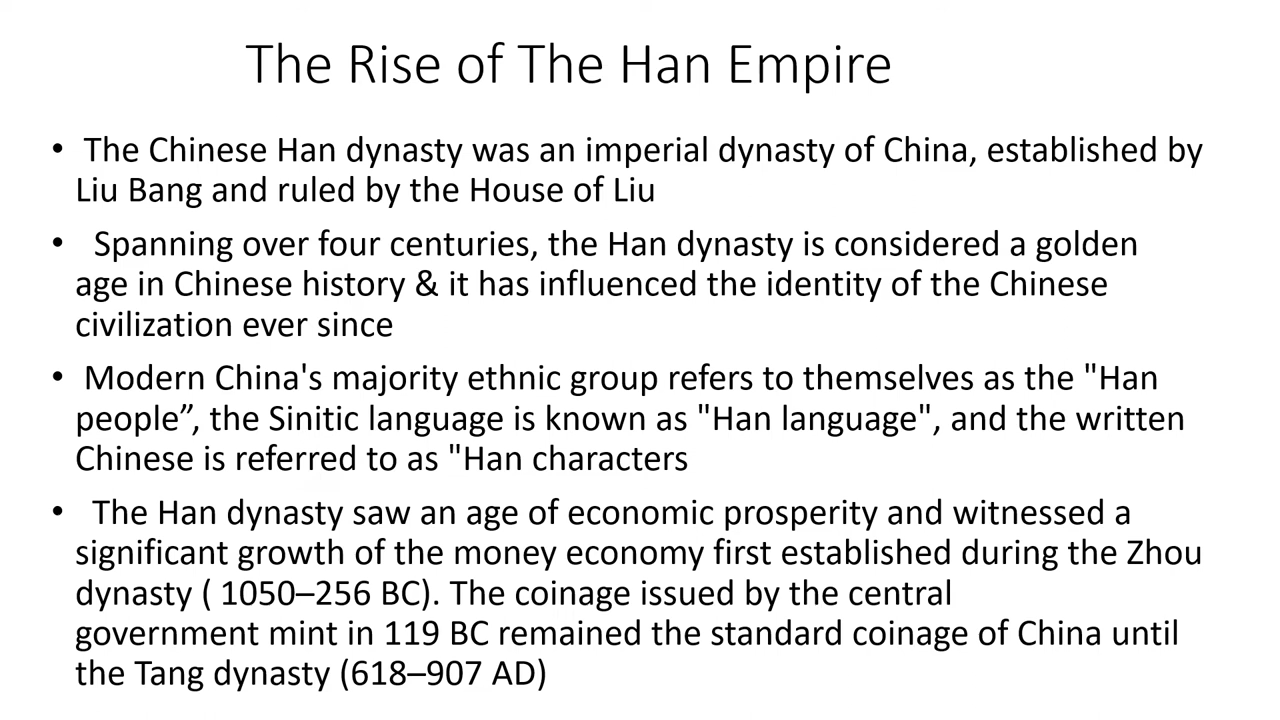 The Rise of The Han Empire
• The Chinese Han dynasty was an imperial dynasty of China, established by
Liu Bang and ruled by the House of Liu
• Spanning over four centuries, the Han dynasty is considered a golden
age in Chinese history & it has influenced the identity of the Chinese
civilization ever since
• Modern China's majority ethnic group refers to themselves as the "Han
people”, the Sinitic language is known as "Han language", and the written
Chinese is referred to as "Han characters
• The Han dynasty saw an age of economic prosperity and witnessed a
significant growth of the money economy first established during the Zhou
dynasty ( 1050–256 BC). The coinage issued by the central
government mint in 119 BC remained the standard coinage of China until
the Tang dynasty (618–907 AD)